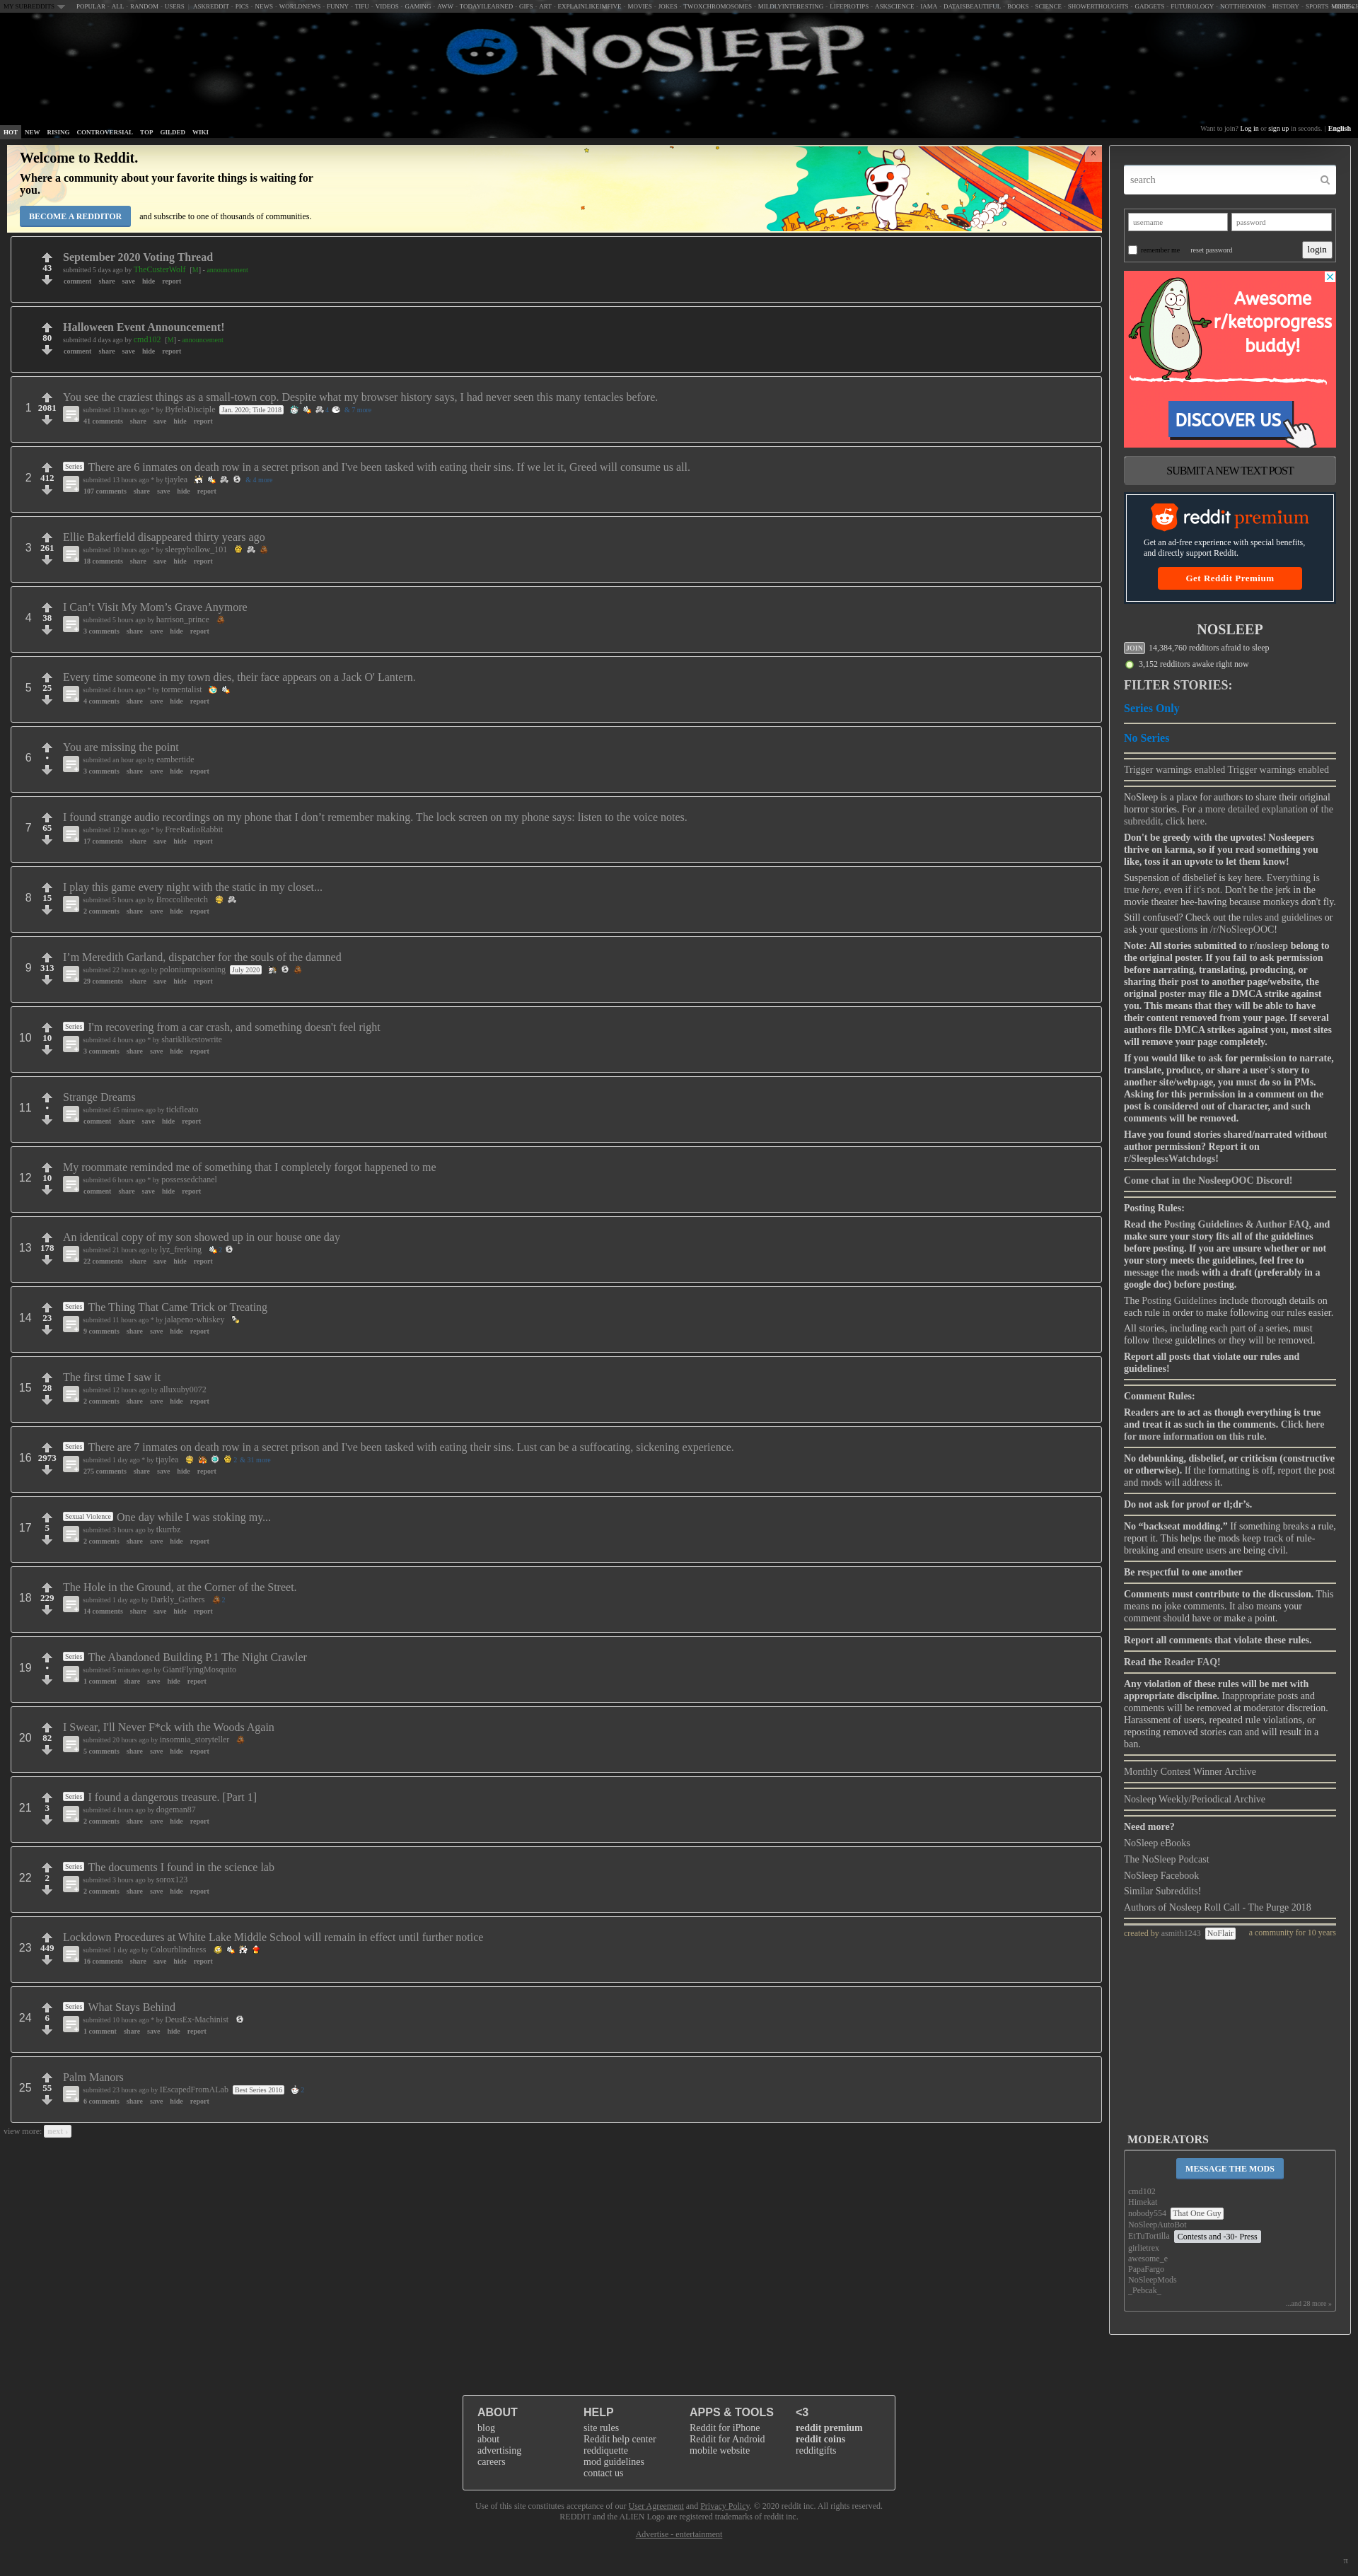 MY SUBREDDITS POPULAR - ALL - RANDOM - USERS ASKREDDIT - PICS - NEWS - WORLDNEWS - FUNNY - TIFU - VIDEOS - GAMING - AWW - TODAYILEARNED - GIFS - ART - EXPLAINLIKEIMFIVE - MOVIES - JOKES - TWOXCHROMOSOMES - MILDLYINTERESTING - LIFEPROTIPS - ASKSCIENCE - IAMA - DATAISBEAUTIFUL - BOOKS - SCIENCE - SHOWERTHOUGHTS - GADGETS - FUTUROLOGY - NOTTHEONION - HISTORY - SPORTS
NOSLEEP
HOT NEW RISING CONTROVERSIAL TOP GILDED WIKI
Want to join? Log in or sign up in seconds. | English
Welcome to Reddit.
Where a community about your favorite things is waiting for
you.
BECOME A REDDITOR and subscribe to one of thousands of communities.
×
September 2020 Voting Thread
43
submitted 5 days ago by TheCusterWolf [M] - announcement
comment share save hide report
Halloween Event Announcement!
80
submitted 4 days ago by cmd102 [M] - announcement
comment share save hide report
You see the craziest things as a small-town cop. Despite what my browser history says, I had never seen this many tentacles before.
1 2081
submitted 13 hours ago * by ByfelsDisciple Jan. 2020; Title 2018 & 7 more
41 comments share save hide report
Series There are 6 inmates on death row in a secret prison and I've been tasked with eating their sins. If we let it, Greed will consume us all.
2 412
submitted 13 hours ago * by tjaylea & 4 more
107 comments share save hide report
Ellie Bakerfield disappeared thirty years ago
3 261
submitted 10 hours ago * by sleepyhollow_101
18 comments share save hide report
I Can’t Visit My Mom’s Grave Anymore
4 38
submitted 5 hours ago by harrison_prince
3 comments share save hide report
Every time someone in my town dies, their face appears on a Jack O' Lantern.
5 25
submitted 4 hours ago * by tormentalist
4 comments share save hide report
You are missing the point
6 •
submitted an hour ago by eambertide
3 comments share save hide report
I found strange audio recordings on my phone that I don’t remember making. The lock screen on my phone says: listen to the voice notes.
7 65
submitted 12 hours ago * by FreeRadioRabbit
17 comments share save hide report
I play this game every night with the static in my closet...
8 15
submitted 5 hours ago by Broccolibeotch
2 comments share save hide report
I’m Meredith Garland, dispatcher for the souls of the damned
9 313
submitted 22 hours ago by poloniumpoisoning July 2020
29 comments share save hide report
Series I'm recovering from a car crash, and something doesn't feel right
10 10
submitted 4 hours ago * by shariklikestowrite
3 comments share save hide report
Strange Dreams
11 •
submitted 45 minutes ago by tickfleato
comment share save hide report
My roommate reminded me of something that I completely forgot happened to me
12 10
submitted 6 hours ago * by possessedchanel
comment share save hide report
An identical copy of my son showed up in our house one day
13 178
submitted 21 hours ago by lyz_frerking 2
22 comments share save hide report
Series The Thing That Came Trick or Treating
14 23
submitted 11 hours ago * by jalapeno-whiskey
9 comments share save hide report
The first time I saw it
15 28
submitted 12 hours ago by alluxaby0072
2 comments share save hide report
Series There are 7 inmates on death row in a secret prison and I've been tasked with eating their sins. Lust can be a suffocating, sickening experience.
16 2973
submitted 1 day ago * by tjaylea 2 & 31 more
275 comments share save hide report
Sexual Violence One day while I was stoking my...
17 5
submitted 3 hours ago by tkurrbz
2 comments share save hide report
The Hole in the Ground, at the Corner of the Street.
18 229
submitted 1 day ago by Darkly_Gathers 2
14 comments share save hide report
Series The Abandoned Building P.1 The Night Crawler
19 •
submitted 5 minutes ago by GiantFlyingMosquito
1 comment share save hide report
I Swear, I'll Never F*ck with the Woods Again
20 82
submitted 20 hours ago by insomnia_storyteller
5 comments share save hide report
Series I found a dangerous treasure. [Part 1]
21 3
submitted 4 hours ago by dogeman87
2 comments share save hide report
Series The documents I found in the science lab
22 2
submitted 3 hours ago by sorox123
2 comments share save hide report
Lockdown Procedures at White Lake Middle School will remain in effect until further notice
23 449
submitted 1 day ago by Colourblindness
16 comments share save hide report
Series What Stays Behind
24 6
submitted 10 hours ago * by DeusEx-Machinist
1 comment share save hide report
Palm Manors
25 55
submitted 23 hours ago by IEscapedFromALab Best Series 2016
6 comments share save hide report
view more: next ›
search
username password
remember me reset password login
Awesome
r/ketoprogress
buddy!
DISCOVER US
SUBMIT A NEW TEXT POST
reddit premium
Get an ad-free experience with special benefits,
and directly support Reddit.
Get Reddit Premium
NOSLEEP
JOIN 14,384,760 redditors afraid to sleep
3,152 redditors awake right now
FILTER STORIES:
Series Only
No Series
Trigger warnings enabled Trigger warnings enabled
NoSleep is a place for authors to share their original
horror stories. For a more detailed explanation of the
subreddit, click here.
Don't be greedy with the upvotes! Nosleepers
thrive on karma, so if you read something you
like, toss it an upvote to let them know!
Suspension of disbelief is key here. Everything is
true here, even if it's not. Don't be the jerk in the
movie theater hee-hawing because monkeys don't fly.
Still confused? Check out the rules and guidelines or
ask your questions in /r/NoSleepOOC!
Note: All stories submitted to r/nosleep belong to
the original poster. If you fail to ask permission
before narrating, translating, producing, or
sharing their post to another page/website, the
original poster may file a DMCA strike against
you. This means that they will be able to have
their content removed from your page. If several
authors file DMCA strikes against you, most sites
will remove your page completely.
If you would like to ask for permission to narrate,
translate, produce, or share a user's story to
another site/webpage, you must do so in PMs.
Asking for this permission in a comment on the
post is considered out of character, and such
comments will be removed.
Have you found stories shared/narrated without
author permission? Report it on
r/SleeplessWatchdogs!
Come chat in the NosleepOOC Discord!
Posting Rules:
Read the Posting Guidelines & Author FAQ, and
make sure your story fits all of the guidelines
before posting. If you are unsure whether or not
your story meets the guidelines, feel free to
message the mods with a draft (preferably in a
google doc) before posting.
The Posting Guidelines include thorough details on
each rule in order to make following our rules easier.
All stories, including each part of a series, must
follow these guidelines or they will be removed.
Report all posts that violate our rules and
guidelines!
Comment Rules:
Readers are to act as though everything is true
and treat it as such in the comments. Click here
for more information on this rule.
No debunking, disbelief, or criticism (constructive
or otherwise). If the formatting is off, report the post
and mods will address it.
Do not ask for proof or tl;dr’s.
No “backseat modding.” If something breaks a rule,
report it. This helps the mods keep track of rule-
breaking and ensure users are being civil.
Be respectful to one another
Comments must contribute to the discussion. This
means no joke comments. It also means your
comment should have or make a point.
Report all comments that violate these rules.
Read the Reader FAQ!
Any violation of these rules will be met with
appropriate discipline. Inappropriate posts and
comments will be removed at moderator discretion.
Harassment of users, repeated rule violations, or
reposting removed stories can and will result in a
ban.
Monthly Contest Winner Archive
Nosleep Weekly/Periodical Archive
Need more?
NoSleep eBooks
The NoSleep Podcast
NoSleep Facebook
Similar Subreddits!
Authors of Nosleep Roll Call - The Purge 2018
created by asmith1243 NoFlair a community for 10 years
MODERATORS
MESSAGE THE MODS
cmd102
Himekat
nobody554 That One Guy
NoSleepAutoBot
EtTuTortilla Contests and -30- Press
girlietrex
awesome_e
PapaFargo
NoSleepMods
_Pebcak_
...and 28 more »
ABOUT
blog
about
advertising
careers
HELP
site rules
Reddit help center
reddiquette
mod guidelines
contact us
APPS & TOOLS
Reddit for iPhone
Reddit for Android
mobile website
<3
reddit premium
reddit coins
redditgifts
Use of this site constitutes acceptance of our User Agreement and Privacy Policy. © 2020 reddit inc. All rights reserved.
REDDIT and the ALIEN Logo are registered trademarks of reddit inc.
Advertise - entertainment
π